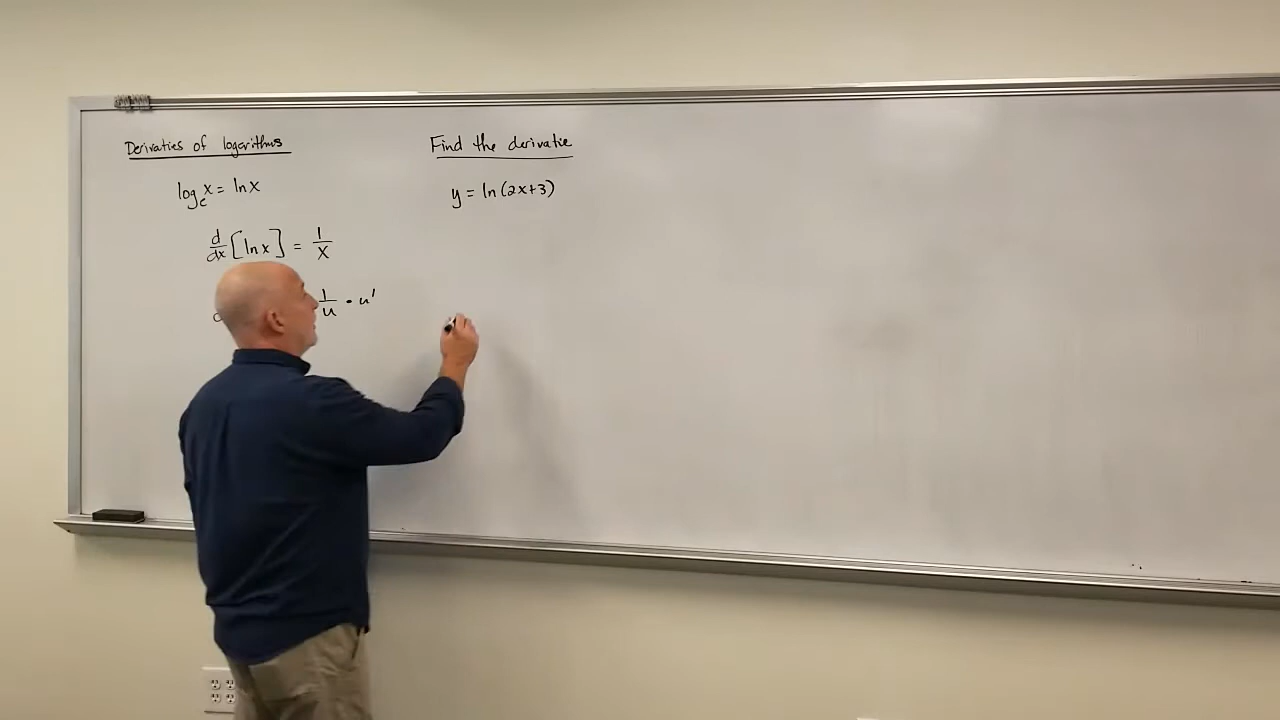 Derivaties of logarithms
log_e x = ln x
d/dx [ln x] = 1/x
1/u • u'
Find the derivatie
y = ln(2x+3)